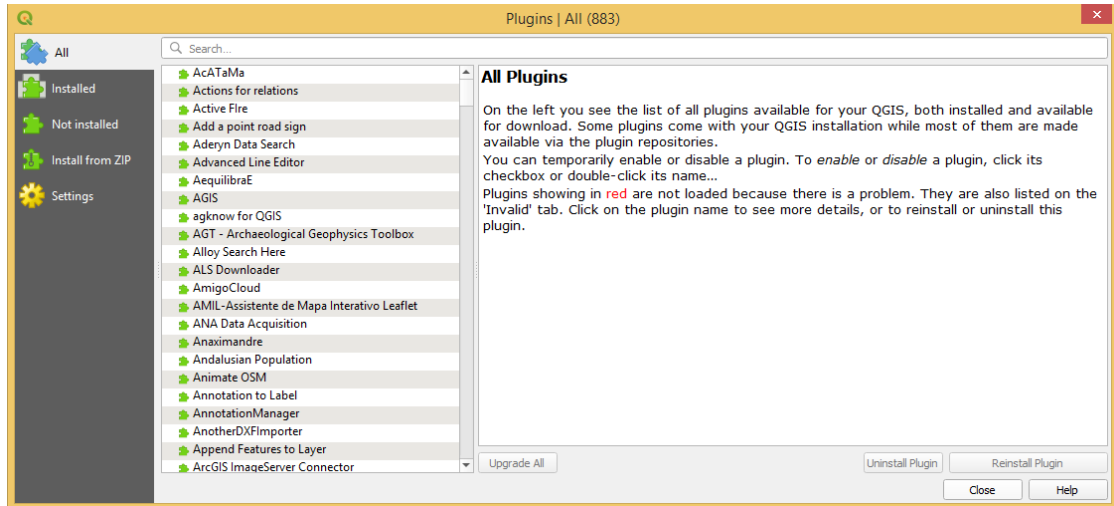 Plugins | All (883)
All
Installed
Not installed
Install from ZIP
Settings
Search...
AcATaMa
Actions for relations
Active FIre
Add a point road sign
Aderyn Data Search
Advanced Line Editor
AequilibraE
AGIS
agknow for QGIS
AGT - Archaeological Geophysics Toolbox
Alloy Search Here
ALS Downloader
AmigoCloud
AMIL-Assistente de Mapa Interativo Leaflet
ANA Data Acquisition
Anaximandre
Andalusian Population
Animate OSM
Annotation to Label
AnnotationManager
AnotherDXFImporter
Append Features to Layer
ArcGIS ImageServer Connector
All Plugins
On the left you see the list of all plugins available for your QGIS, both installed and available
for download. Some plugins come with your QGIS installation while most of them are made
available via the plugin repositories.
You can temporarily enable or disable a plugin. To enable or disable a plugin, click its
checkbox or double-click its name...
Plugins showing in red are not loaded because there is a problem. They are also listed on the
'Invalid' tab. Click on the plugin name to see more details, or to reinstall or uninstall this
plugin.
Upgrade All
Uninstall Plugin
Reinstall Plugin
Close
Help